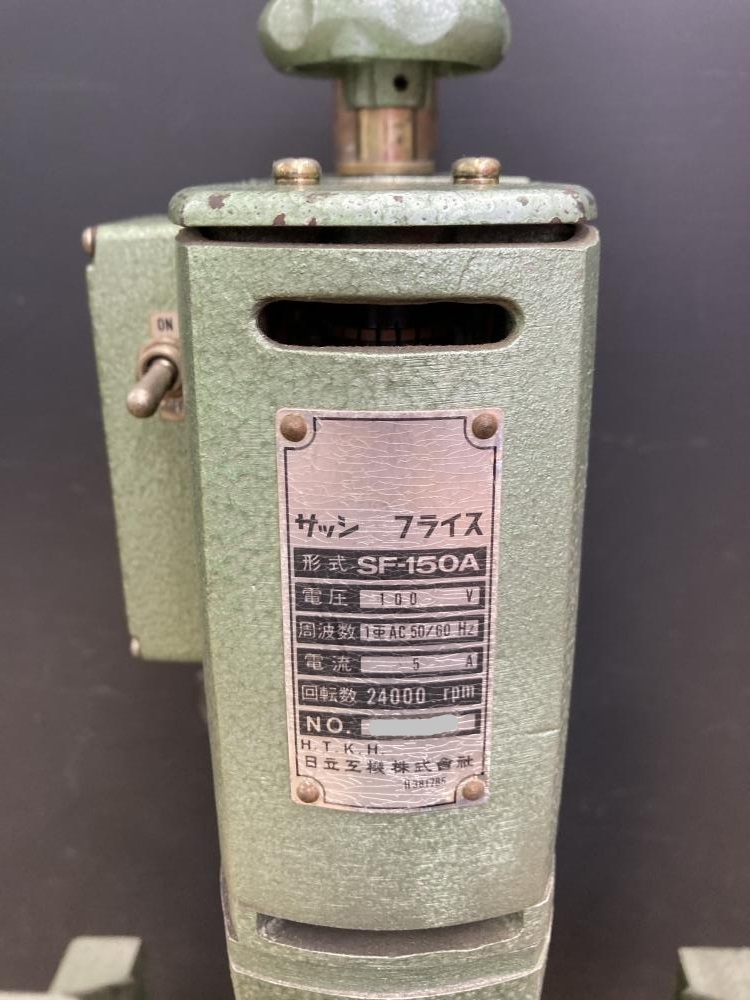 ON
サッシ フライス
形式 SF-150A
電圧 100 V
周波数 1Φ AC 50/60 Hz
電流 5 A
回転数 24000 rpm
NO.
H.T.K.H.
日立工機株式會社